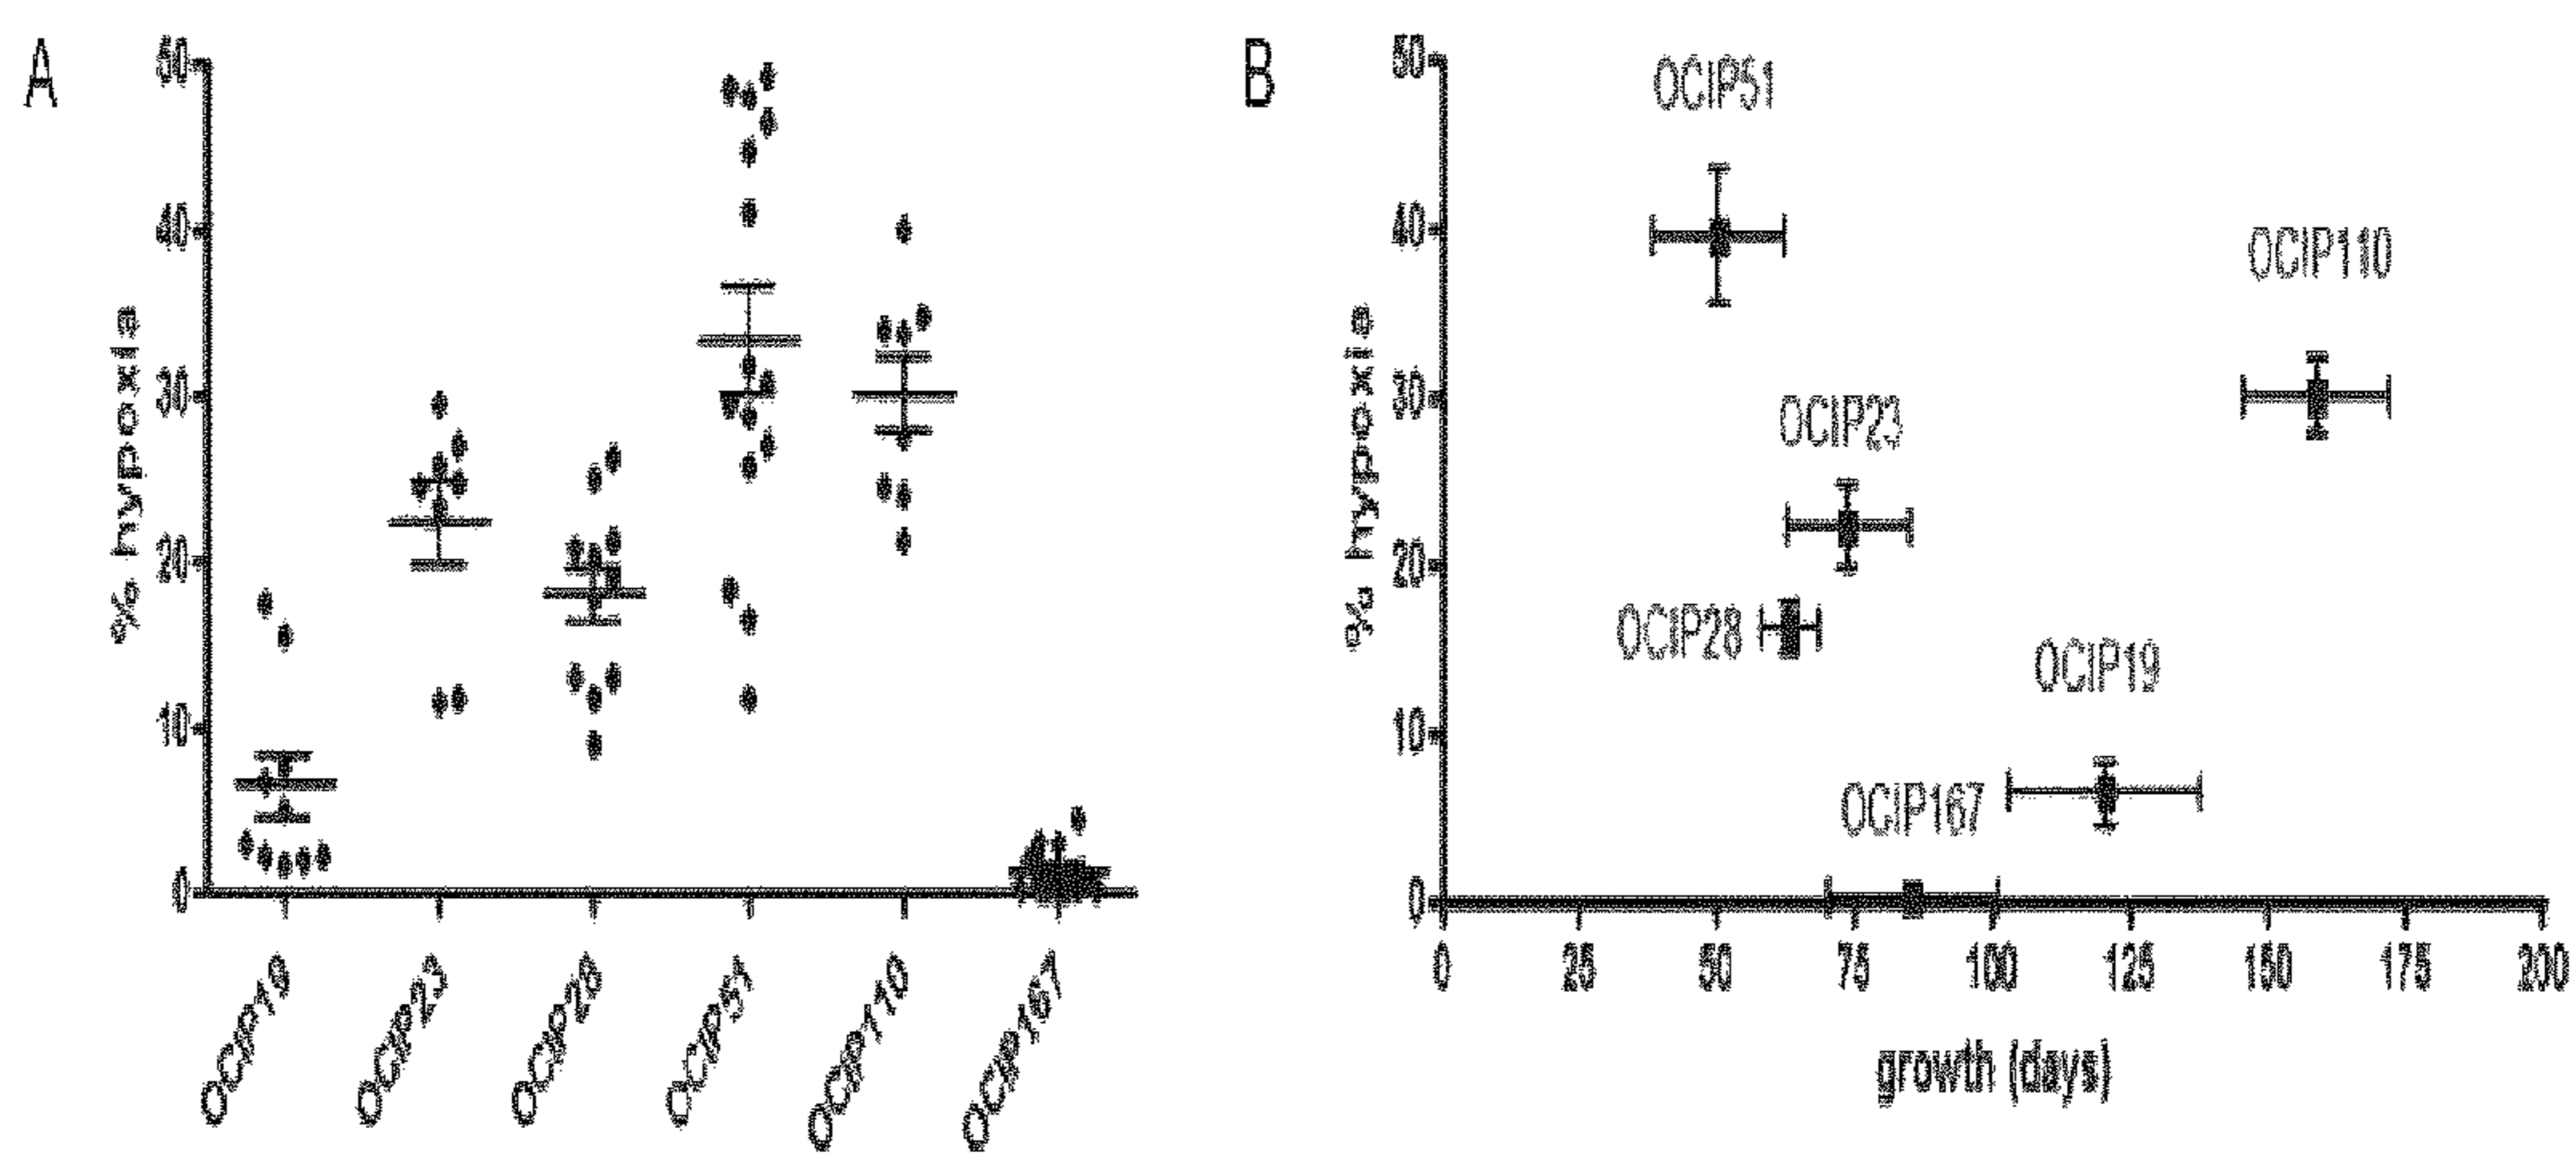 A
50
40
30
20
10
0
% hypoxia
OCIP19
OCIP23
OCIP28
OCIP51
OCIP110
OCIP167
B
50
40
30
20
10
0
% hypoxia
OCIP51
OCIP110
OCIP23
OCIP28
OCIP19
OCIP167
0 25 50 75 100 125 150 175 200
growth (days)